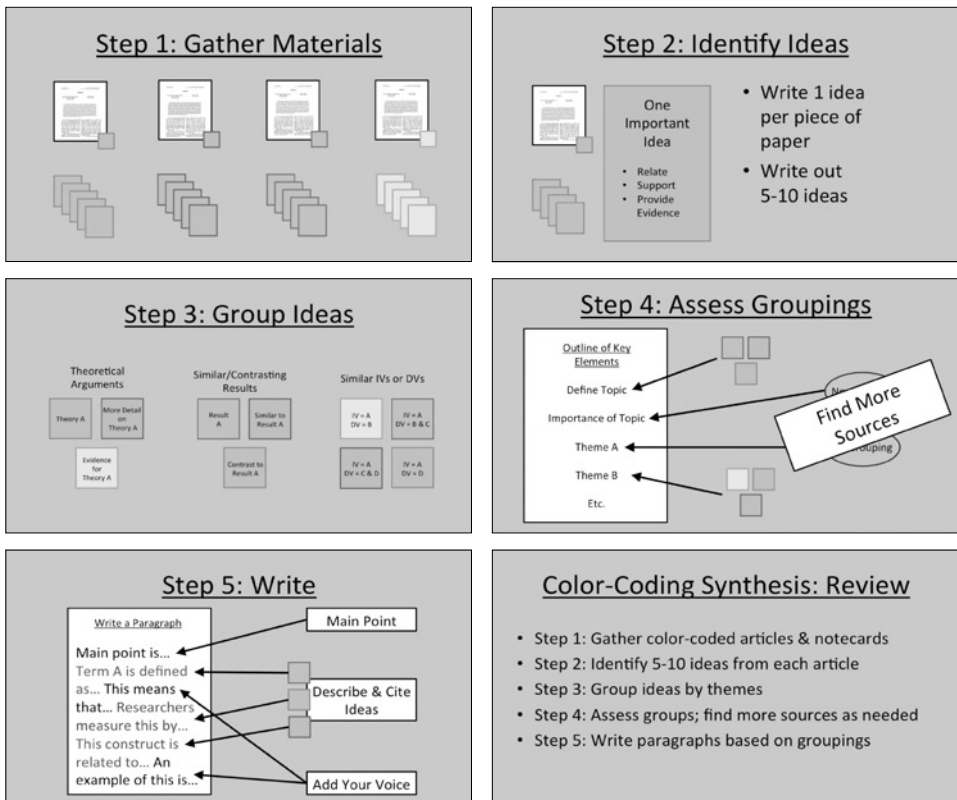 Step 1: Gather Materials
Step 2: Identify Ideas
One
Important
Idea
• Relate
• Support
• Provide
Evidence
• Write 1 idea
per piece of
paper
• Write out
5-10 ideas
Step 3: Group Ideas
Theoretical
Arguments
Theory A
More Detail
on
Theory A
Evidence
for
Theory A
Similar/Contrasting
Results
Result
A
Similar to
Result A
Contrast to
Result A
Similar IVs or DVs
IV = A
DV = B
IV = A
DV = B & C
IV = A
DV = C & D
IV = A
DV = D
Step 4: Assess Groupings
Outline of Key
Elements
Define Topic
Importance of Topic
Theme A
Theme B
Etc.
Find More
Sources
Step 5: Write
Write a Paragraph
Main point is...
Term A is defined
as... This means
that... Researchers
measure this by...
This construct is
related to... An
example of this is...
Main Point
Describe & Cite
Ideas
Add Your Voice
Color-Coding Synthesis: Review
• Step 1: Gather color-coded articles & notecards
• Step 2: Identify 5-10 ideas from each article
• Step 3: Group ideas by themes
• Step 4: Assess groups; find more sources as needed
• Step 5: Write paragraphs based on groupings